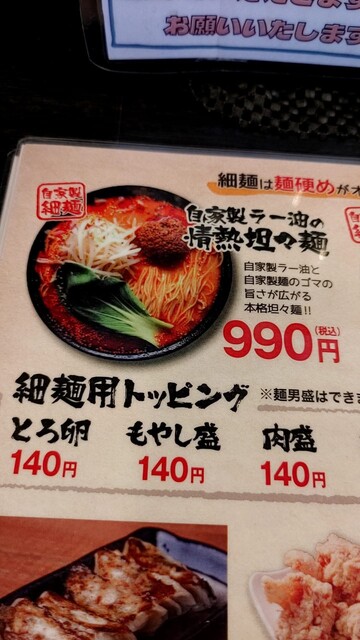 お願いいたします
細麺は麺硬めがオ
自家製
細麺
自家製ラー油の
情熱坦々麺
自家製ラー油と
自家製麺のゴマの
旨さが広がる
本格坦々麺!!
990円(税込)
細麺用トッピング
※麺男盛はできま
とろ卵 もやし盛 肉盛
140円 140円 140円